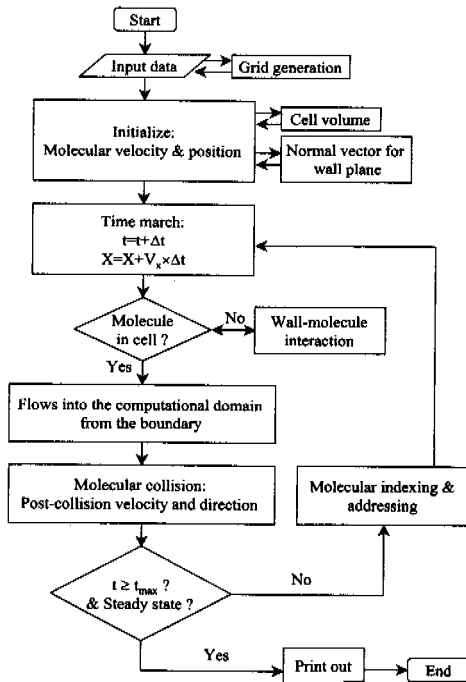 Start
Input data
Grid generation
Initialize:
Molecular velocity & position
Cell volume
Normal vector for
wall plane
Time march:
t=t+Δt
X=X+Vₓ×Δt
Molecule
in cell ?
No
Wall-molecule
interaction
Yes
Flows into the computational domain
from the boundary
Molecular collision:
Post-collision velocity and direction
Molecular indexing &
addressing
t ≥ tmax ?
& Steady state ?
No
Yes
Print out
End